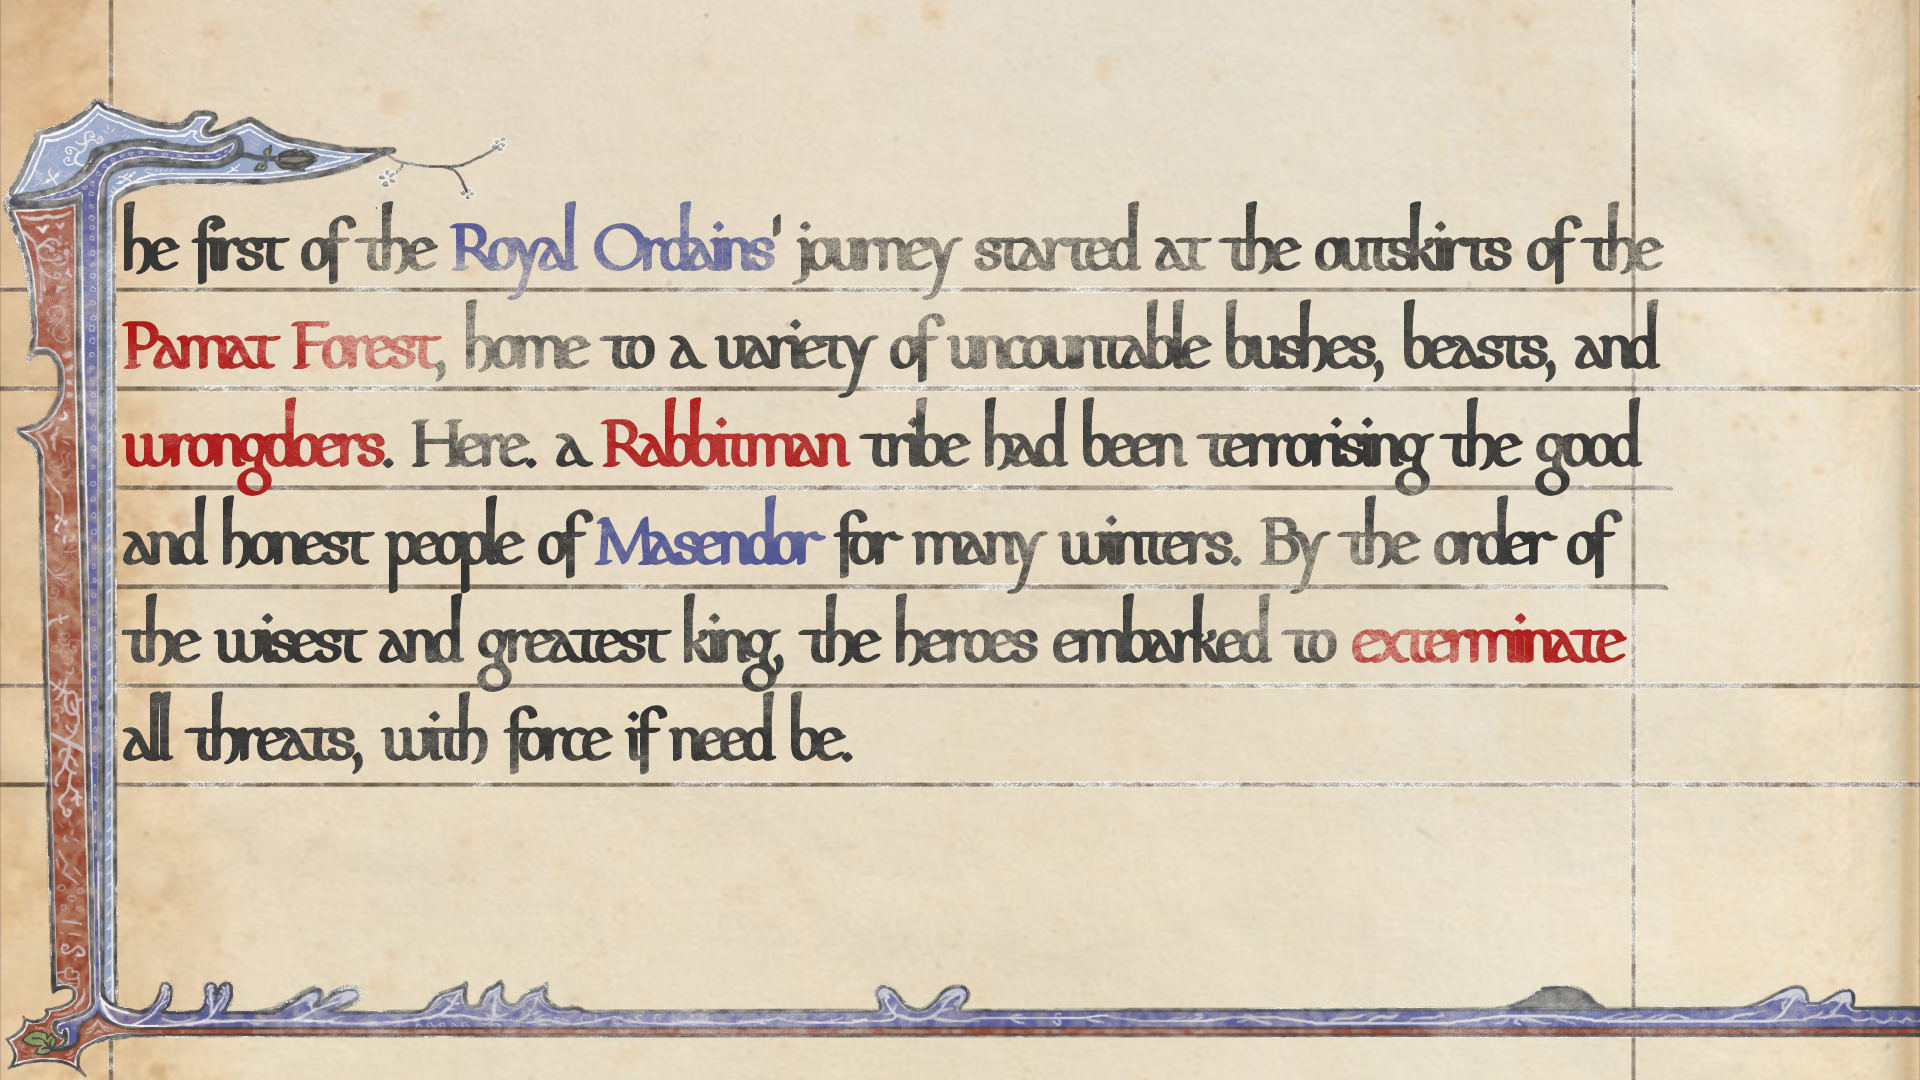 The first of the Royal Ordains' journey started at the outskirts of the
Pamat Forest, home to a variety of uncountable bushes, beasts, and
wrongdoers. Here. a Rabbitman tribe had been terrorising the good
and honest people of Masendor for many winters. By the order of
the wisest and greatest king, the heroes embarked to exterminate
all threats, with force if need be.